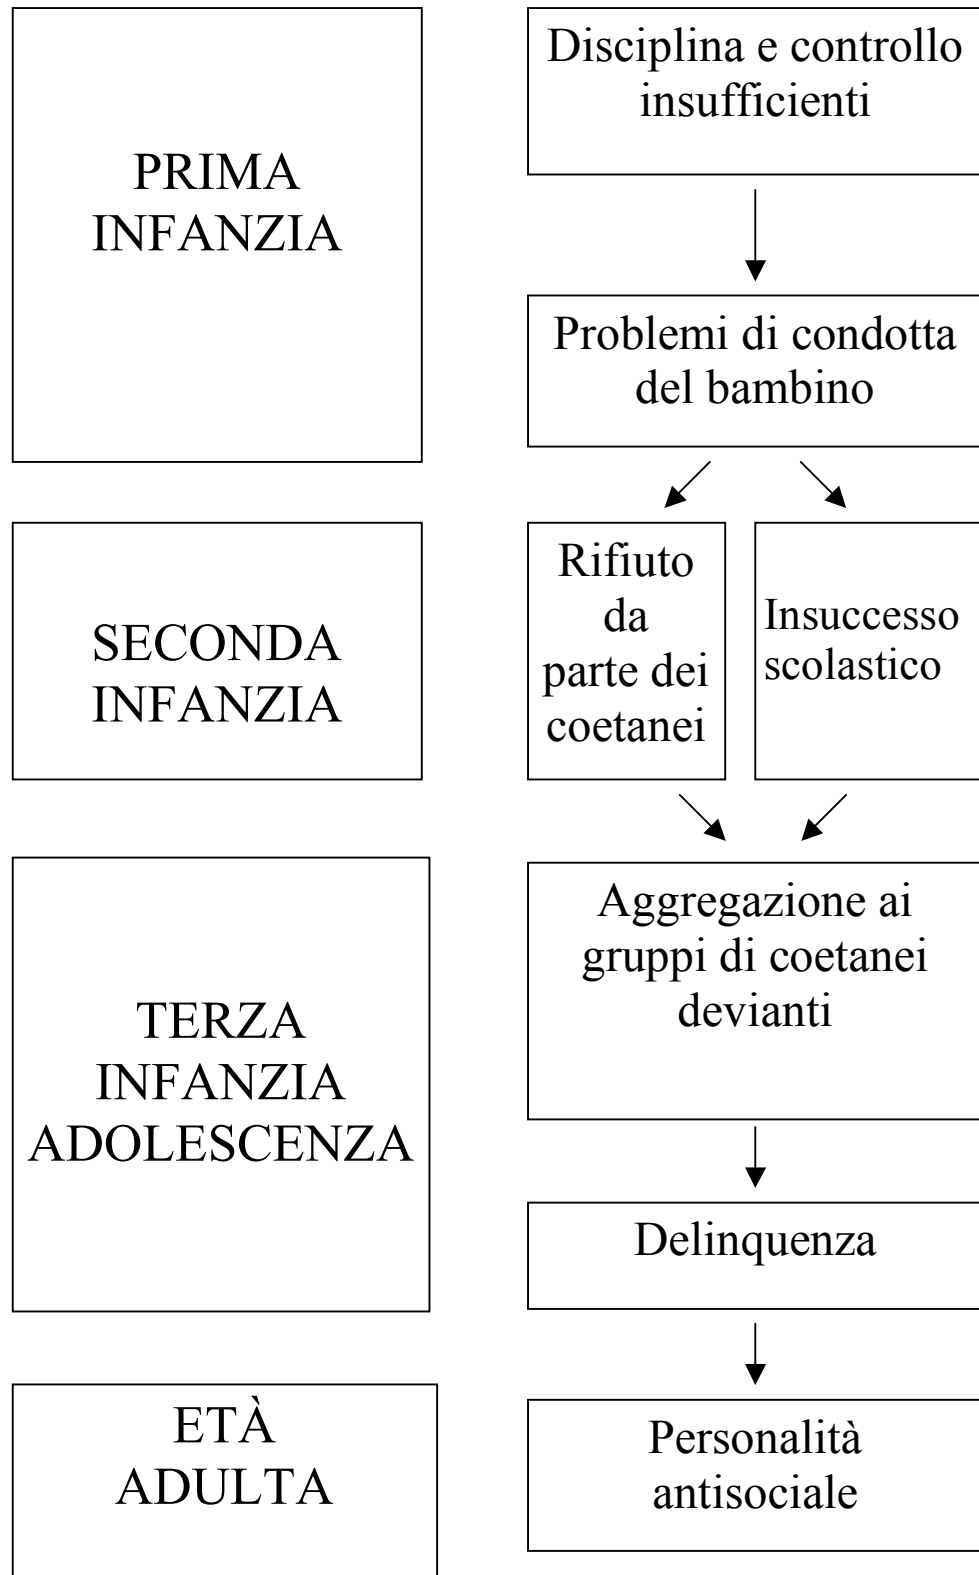 PRIMA
INFANZIA
Disciplina e controllo
insufficienti
Problemi di condotta
del bambino
SECONDA
INFANZIA
Rifiuto
da
parte dei
coetanei
Insuccesso
scolastico
TERZA
INFANZIA
ADOLESCENZA
Aggregazione ai
gruppi di coetanei
devianti
Delinquenza
ETÀ
ADULTA
Personalità
antisociale